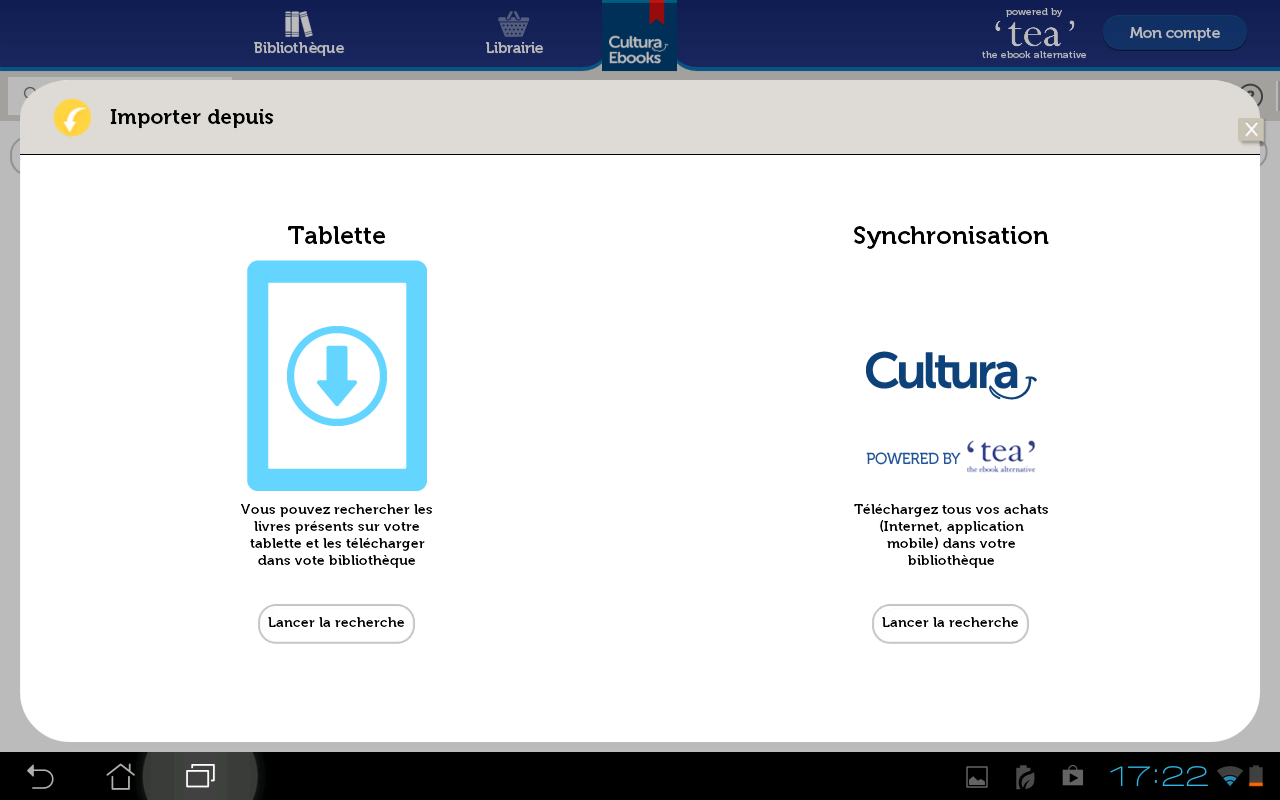 Bibliothèque
Librairie
Cultura
Ebooks
powered by
‘tea’
the ebook alternative
Mon compte
Importer depuis
X
Tablette
Vous pouvez rechercher les
livres présents sur votre
tablette et les télécharger
dans vote bibliothèque
Lancer la recherche
Synchronisation
Cultura
POWERED BY ‘tea’
the ebook alternative
Téléchargez tous vos achats
(Internet, application
mobile) dans votre
bibliothèque
Lancer la recherche
17:22